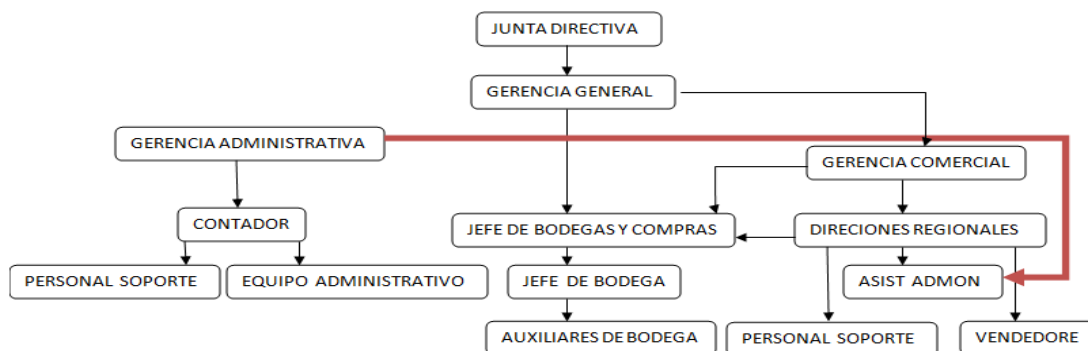 JUNTA DIRECTIVA
GERENCIA GENERAL
GERENCIA ADMINISTRATIVA
GERENCIA COMERCIAL
CONTADOR
JEFE DE BODEGAS Y COMPRAS
DIRECIONES REGIONALES
PERSONAL SOPORTE
EQUIPO ADMINISTRATIVO
JEFE DE BODEGA
ASIST ADMON
AUXILIARES DE BODEGA
PERSONAL SOPORTE
VENDEDORE